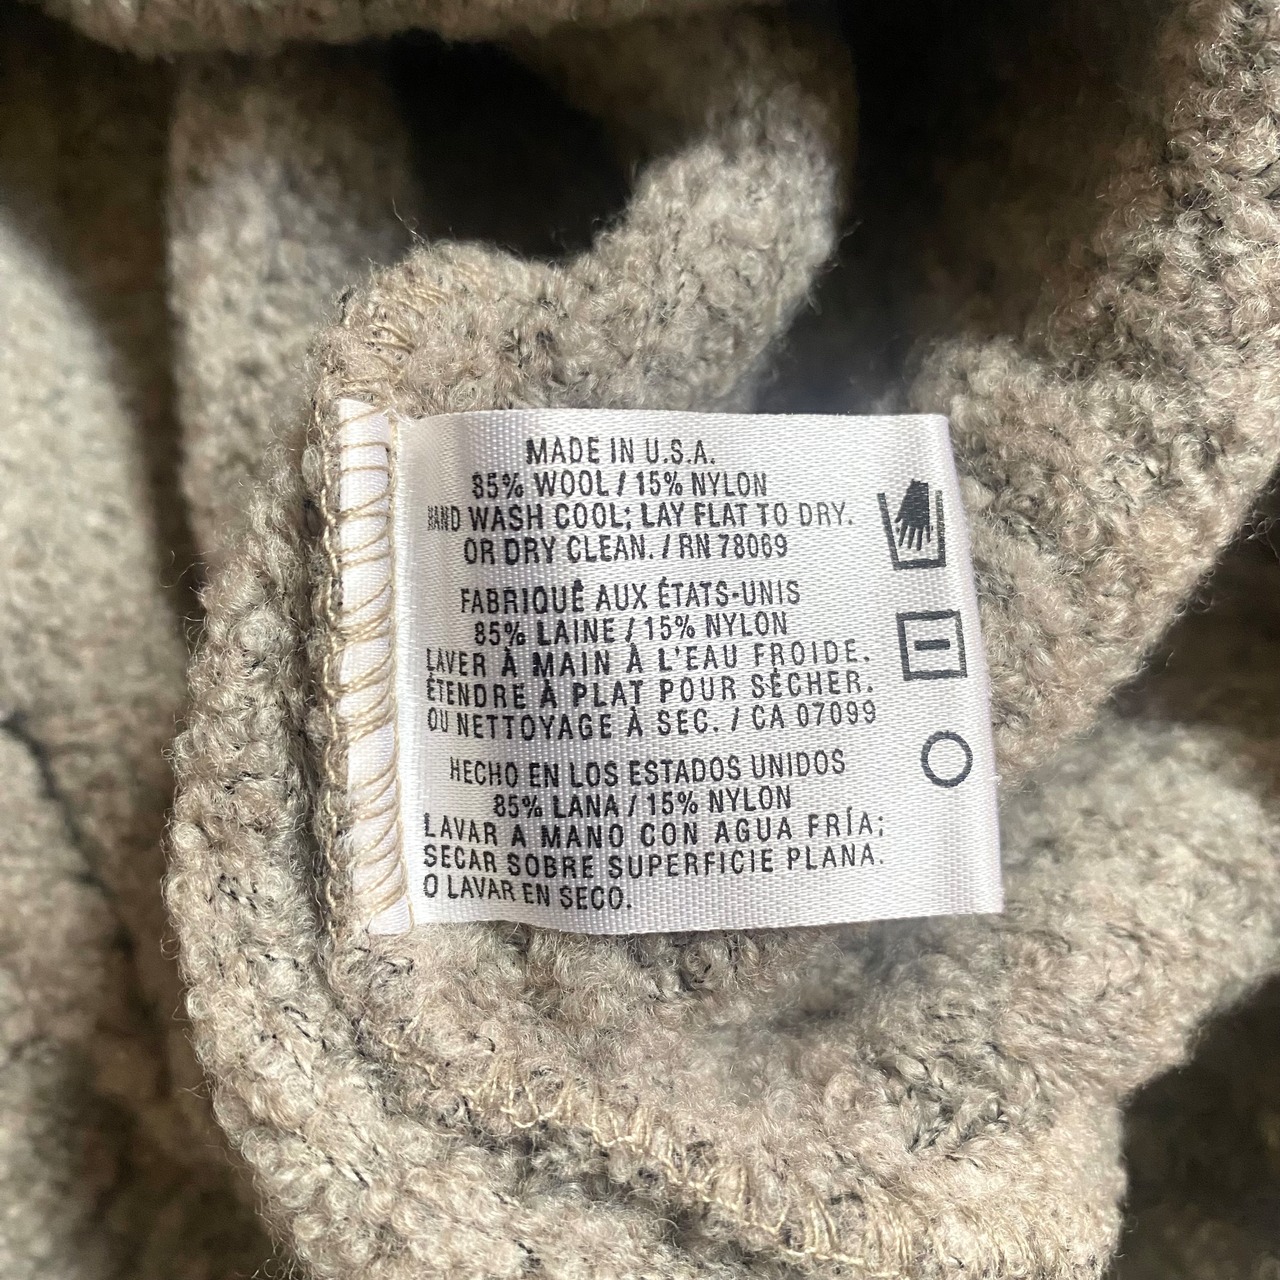 MADE IN U.S.A.
85% WOOL / 15% NYLON
HAND WASH COOL; LAY FLAT TO DRY.
OR DRY CLEAN. / RN 78069
FABRIQUÉ AUX ÉTATS-UNIS
85% LAINE / 15% NYLON
LAVER À MAIN À L'EAU FROIDE.
ÉTENDRE À PLAT POUR SÉCHER.
OU NETTOYAGE À SEC. / CA 07099
HECHO EN LOS ESTADOS UNIDOS
85% LANA / 15% NYLON
LAVAR A MANO CON AGUA FRÍA;
SECAR SOBRE SUPERFICIE PLANA.
O LAVAR EN SECO.